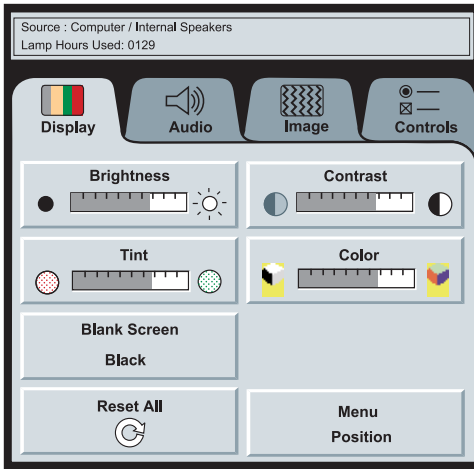 Source : Computer / Internal Speakers
Lamp Hours Used: 0129
Display
Audio
Image
Controls
Brightness
Contrast
Tint
Color
Blank Screen
Black
Reset All
Menu
Position